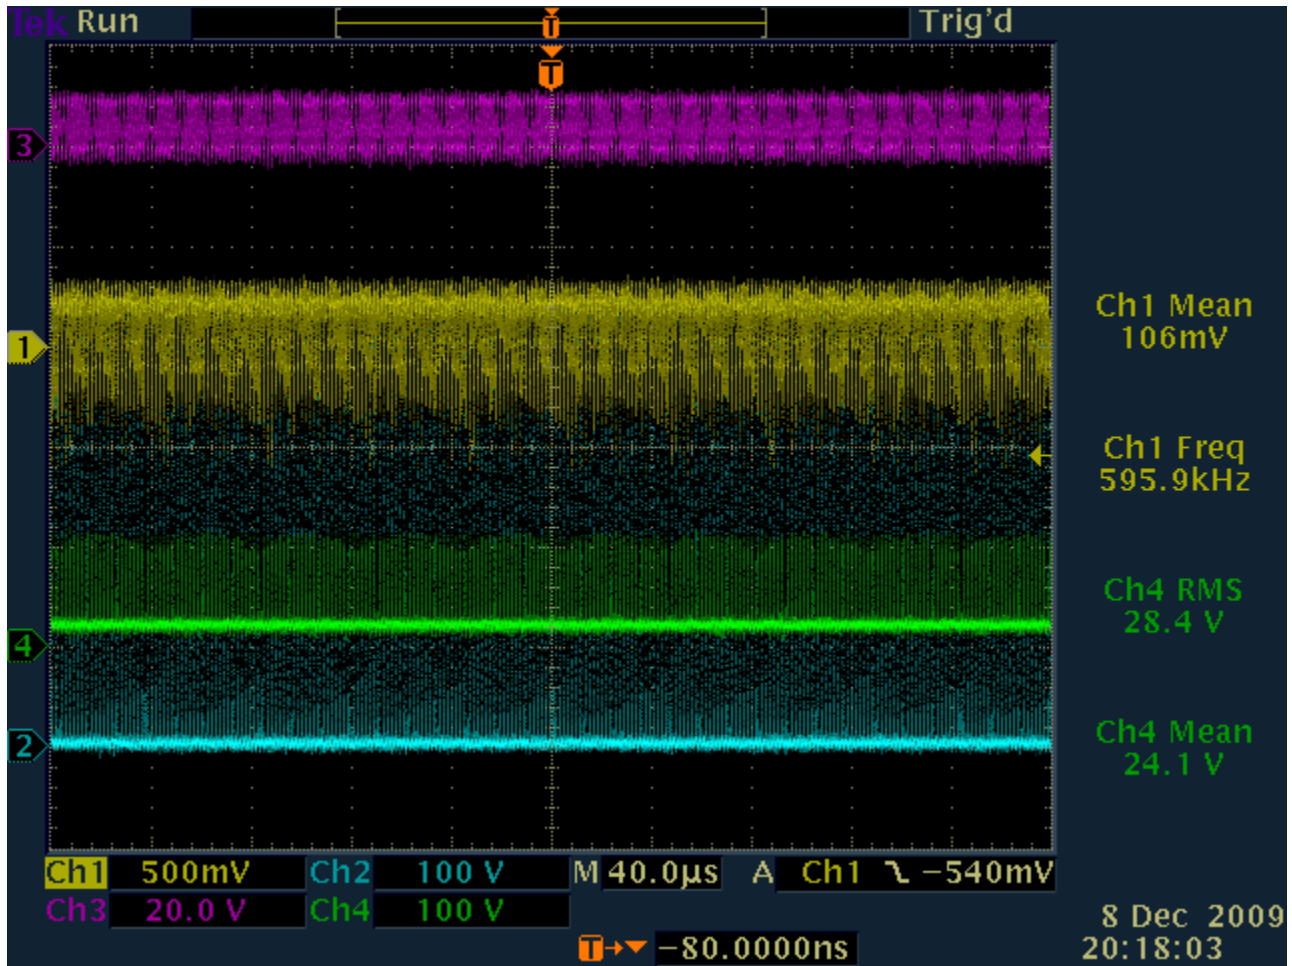 Tek Run Trig'd
T
T
3
1
4
2
Ch1 Mean
106mV
Ch1 Freq
595.9kHz
Ch4 RMS
28.4 V
Ch4 Mean
24.1 V
Ch1 500mV Ch2 100 V M 40.0µs A Ch1 -540mV
Ch3 20.0 V Ch4 100 V
T -80.0000ns
8 Dec 2009
20:18:03